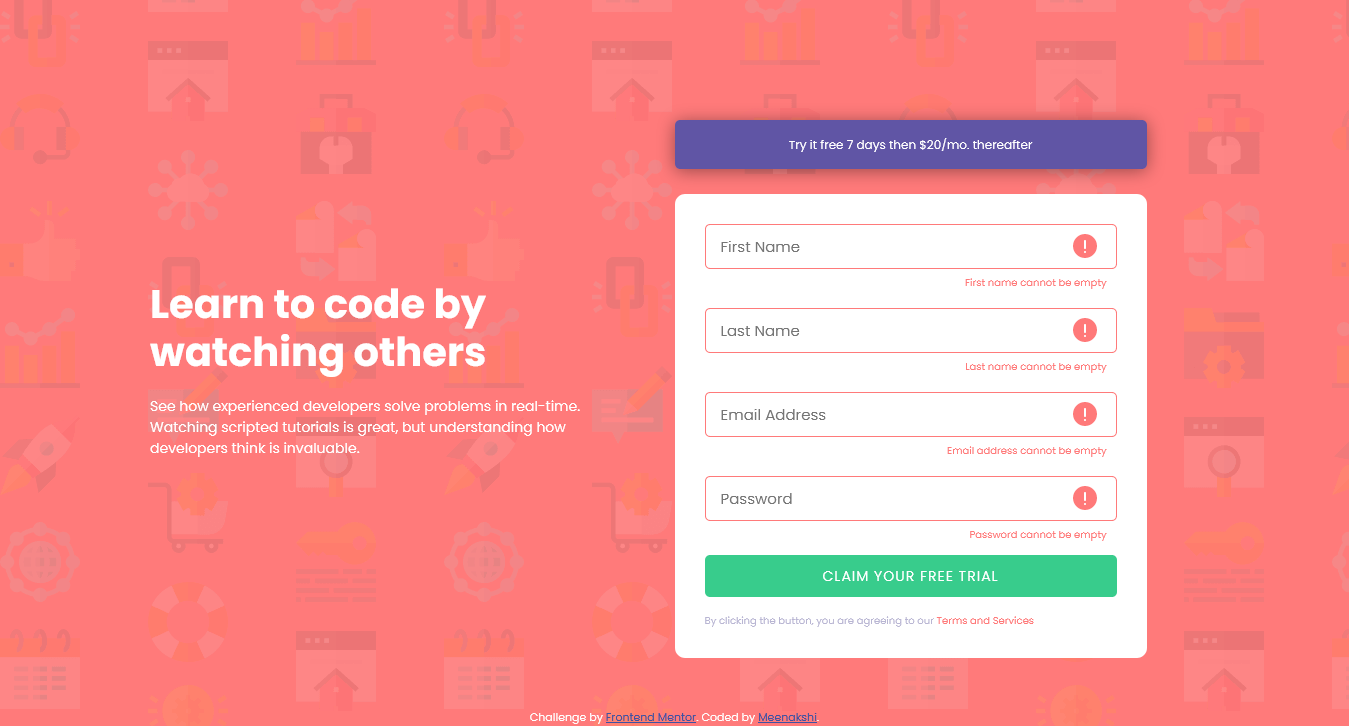 Learn to code by
watching others
See how experienced developers solve problems in real-time.
Watching scripted tutorials is great, but understanding how
developers think is invaluable.
Try it free 7 days then $20/mo. thereafter
First Name
First name cannot be empty
Last Name
Last name cannot be empty
Email Address
Email address cannot be empty
Password
Password cannot be empty
CLAIM YOUR FREE TRIAL
By clicking the button, you are agreeing to our Terms and Services
Challenge by Frontend Mentor. Coded by Meenakshi.